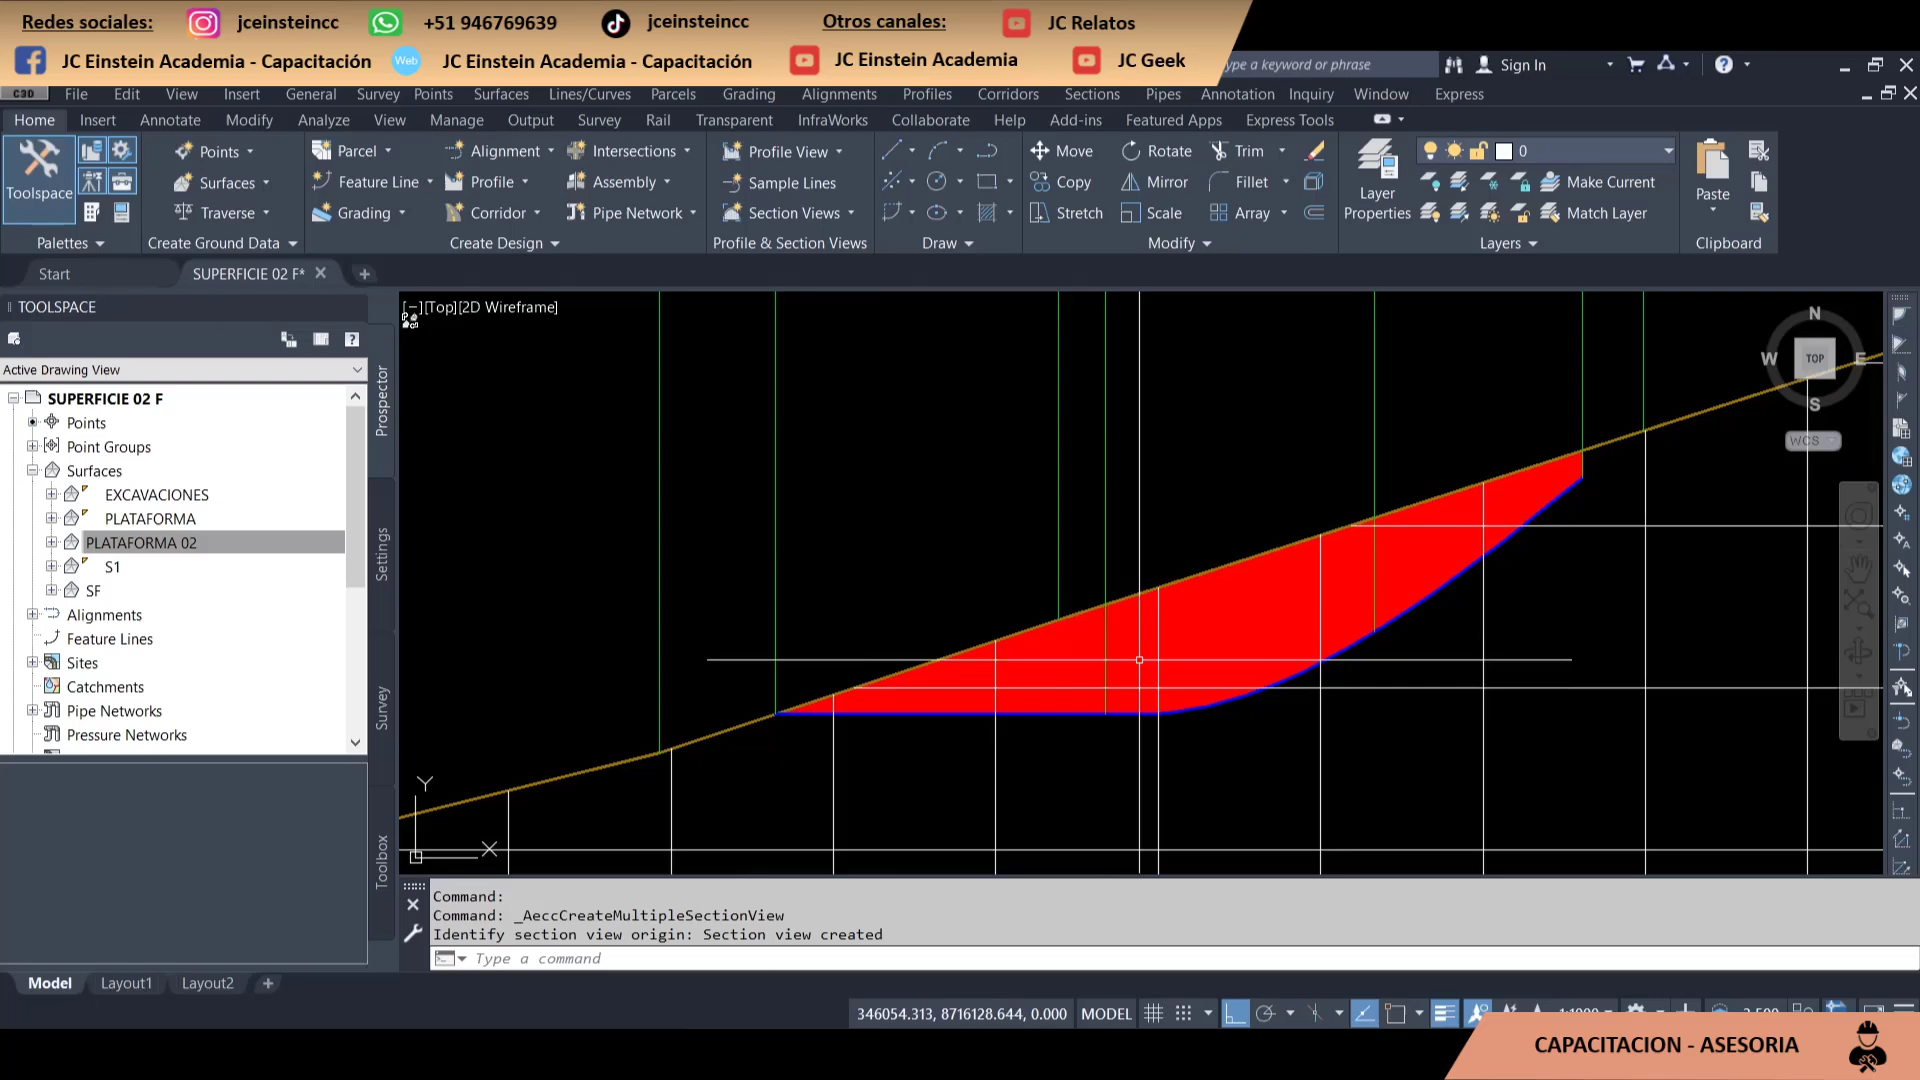 Redes sociales: jceinsteincc +51 946769639 jceinsteincc Otros canales: JC Relatos
JC Einstein Academia - Capacitación Web JC Einstein Academia - Capacitación JC Einstein Academia JC Geek
ype a keyword or phrase Sign In
C3D File Edit View Insert General Survey Points Surfaces Lines/Curves Parcels Grading Alignments Profiles Corridors Sections Pipes Annotation Inquiry Window Express
Home Insert Annotate Modify Analyze View Manage Output Survey Rail Transparent InfraWorks Collaborate Help Add-ins Featured Apps Express Tools
Points Parcel Alignment Intersections Profile View Move Rotate Trim 0
Toolspace Surfaces Feature Line Profile Assembly Sample Lines Copy Mirror Fillet Layer Properties Make Current Paste
Traverse Grading Corridor Pipe Network Section Views Stretch Scale Array Match Layer
Palettes Create Ground Data Create Design Profile & Section Views Draw Modify Layers Clipboard
Start SUPERFICIE 02 F*
TOOLSPACE
[−][Top][2D Wireframe]
Active Drawing View
SUPERFICIE 02 F
Points
Point Groups
Surfaces
EXCAVACIONES
PLATAFORMA
PLATAFORMA 02
S1
SF
Alignments
Feature Lines
Sites
Catchments
Pipe Networks
Pressure Networks
Prospector
Settings
Survey
Toolbox
N
W TOP E
S
WCS
Y
X
Command:
Command: _AeccCreateMultipleSectionView
Identify section view origin: Section view created
Type a command
Model Layout1 Layout2
346054.313, 8716128.644, 0.000 MODEL
CAPACITACION - ASESORIA